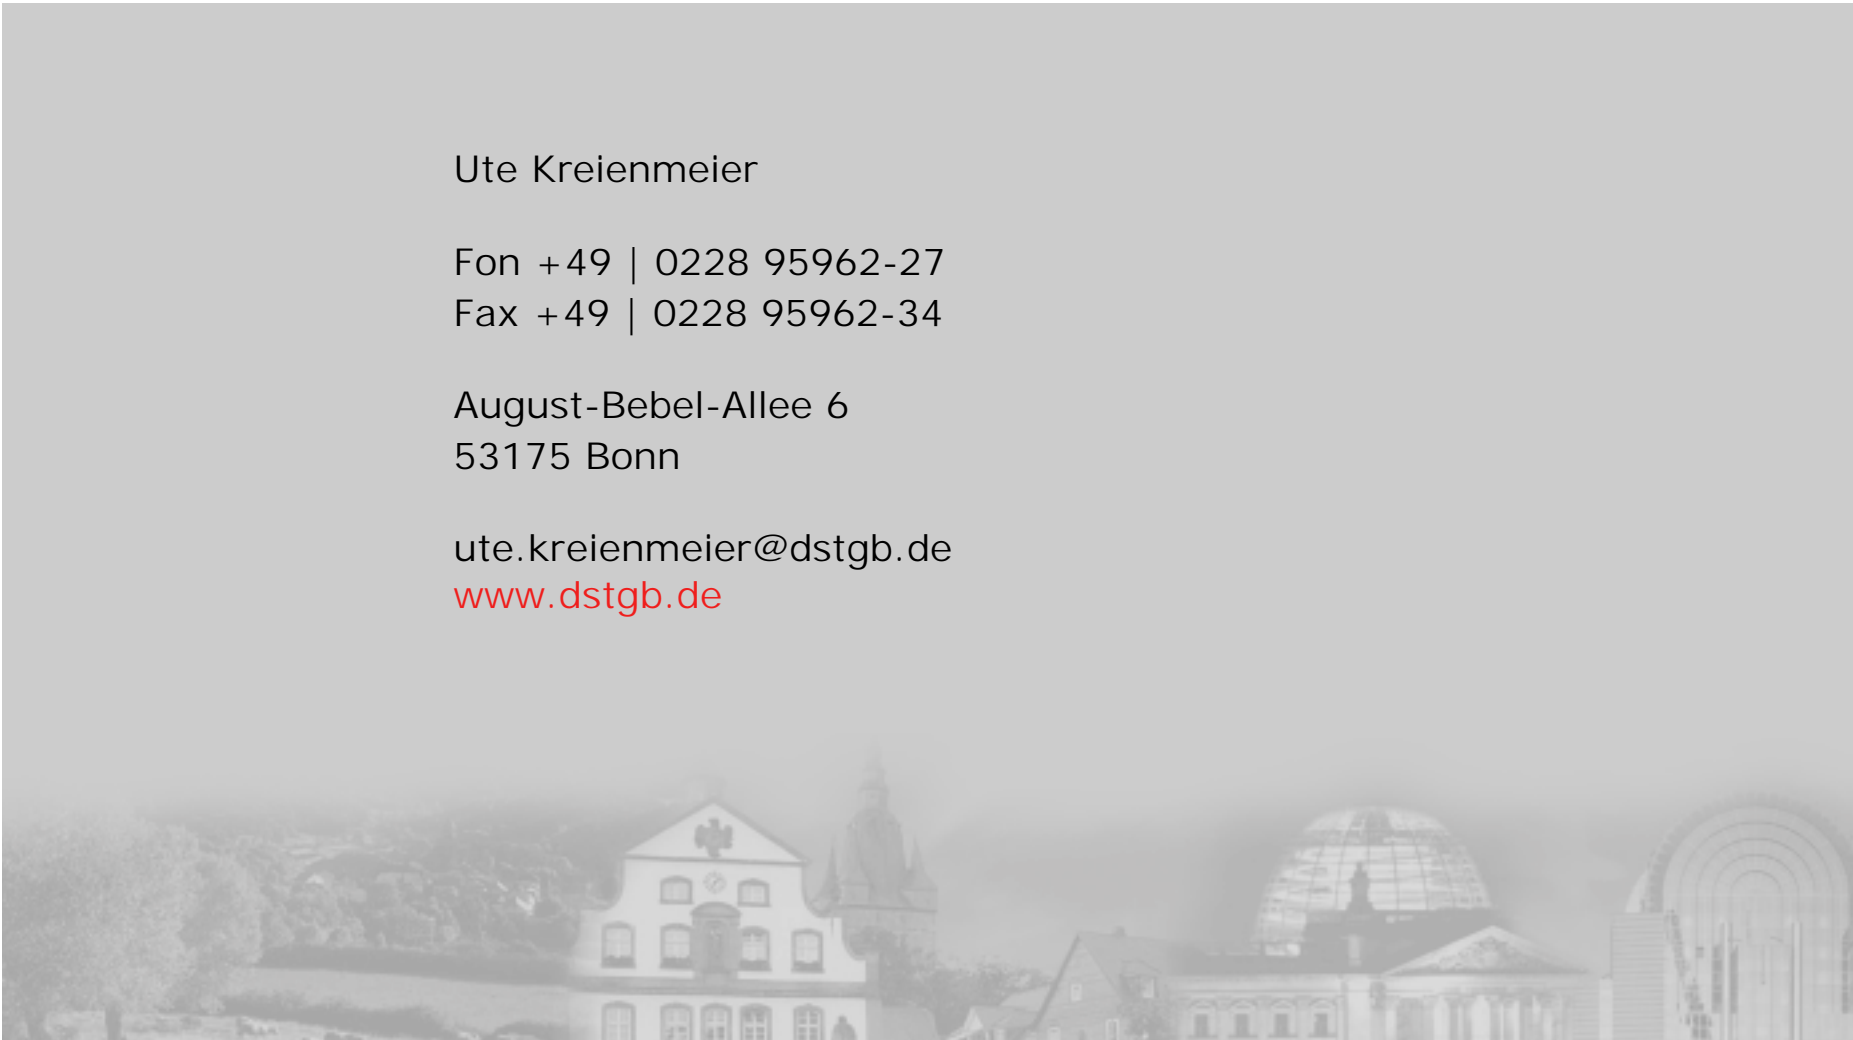 Ute Kreienmeier
Fon +49 | 0228 95962-27
Fax +49 | 0228 95962-34
August-Bebel-Allee 6
53175 Bonn
ute.kreienmeier@dstgb.de
www.dstgb.de